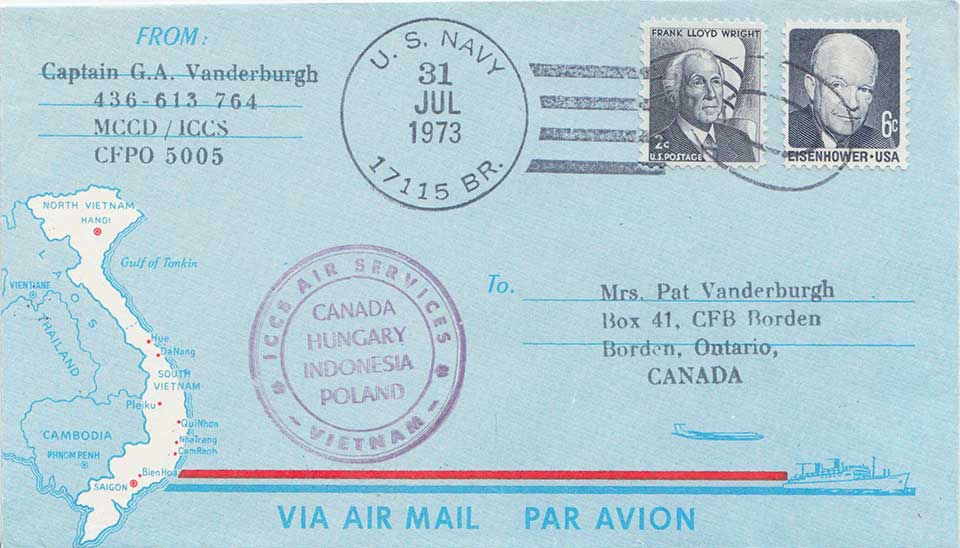 FROM:
Captain G.A. Vanderburgh
436-613 764
MCCD / ICCS
CFPO 5005
U. S. NAVY
31
JUL
1973
17115 BR.
FRANK LLOYD WRIGHT
2c
U.S. POSTAGE
6c
EISENHOWER · USA
NORTH VIETNAM
HANOI
LAOS
Gulf of Tonkin
VIENTIANE
THAILAND
Hue
DaNang
SOUTH
VIETNAM
Pleiku
QuiNhon
NhaTrang
CamRanh
CAMBODIA
PHNOM PENH
Bien Hoa
SAIGON
ICCS AIR SERVICES
CANADA
HUNGARY
INDONESIA
POLAND
- VIETNAM -
To.
Mrs. Pat Vanderburgh
Box 41, CFB Borden
Borden, Ontario,
CANADA
VIA AIR MAIL PAR AVION